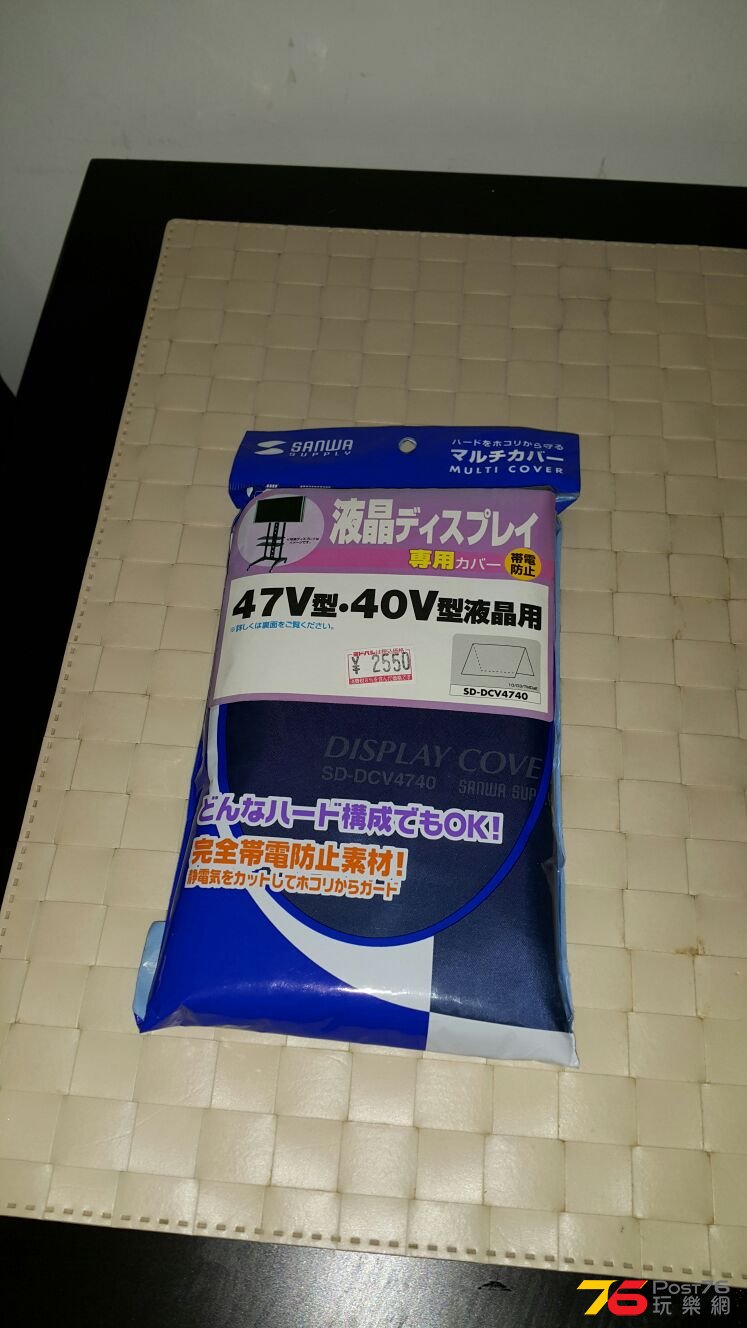 SANWA
SUPPLY
ハードをホコリから守る
マルチカバー
MULTI COVER
液晶ディスプレイ
専用カバー
帯電
防止
47V型・40V型液晶用
※詳しくは裏面をご覧ください。
¥ 2550
SD-DCV4740
DISPLAY COVE
SD-DCV4740 SANWA SUP
どんなハード構成でもOK!
完全帯電防止素材!
静電気をカットしてホコリからガード
76 Post76
玩樂網